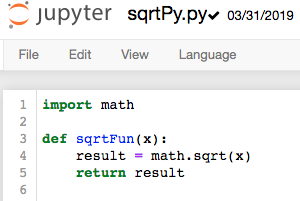 jupyter sqrtPy.py✔ 03/31/2019
File Edit View Language
1 import math
2
3 def sqrtFun(x):
4     result = math.sqrt(x)
5     return result
6